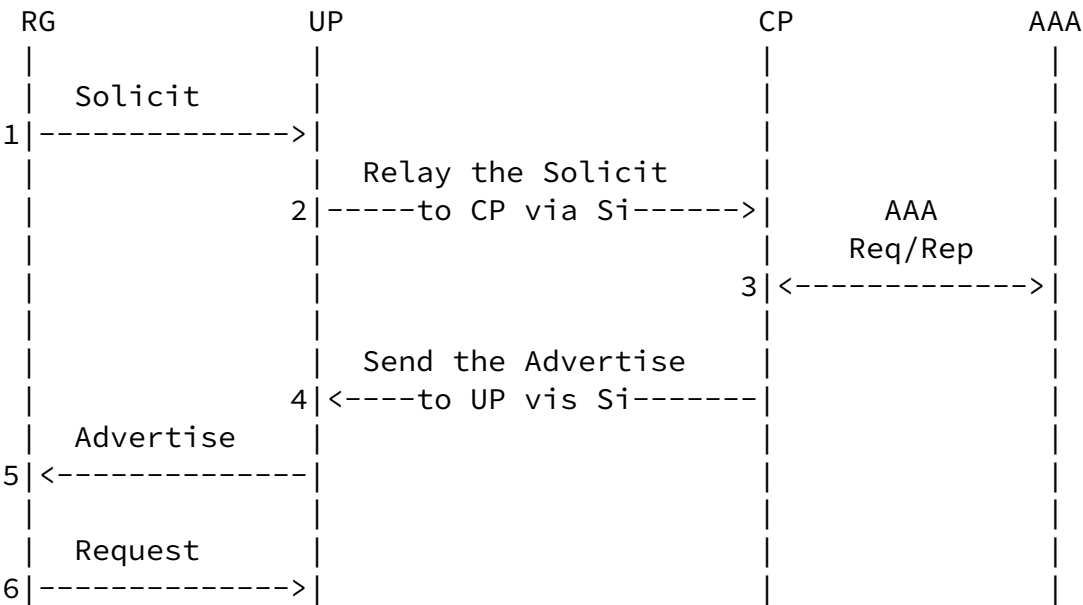 RG UP CP AAA
Solicit
1|-------------->|
Relay the Solicit
2|-----to CP via Si------> AAA
Req/Rep
3|<------------->|
Send the Advertise
4|<----to UP vis Si-------|
Advertise
5|<--------------|
Request
6|-------------->|